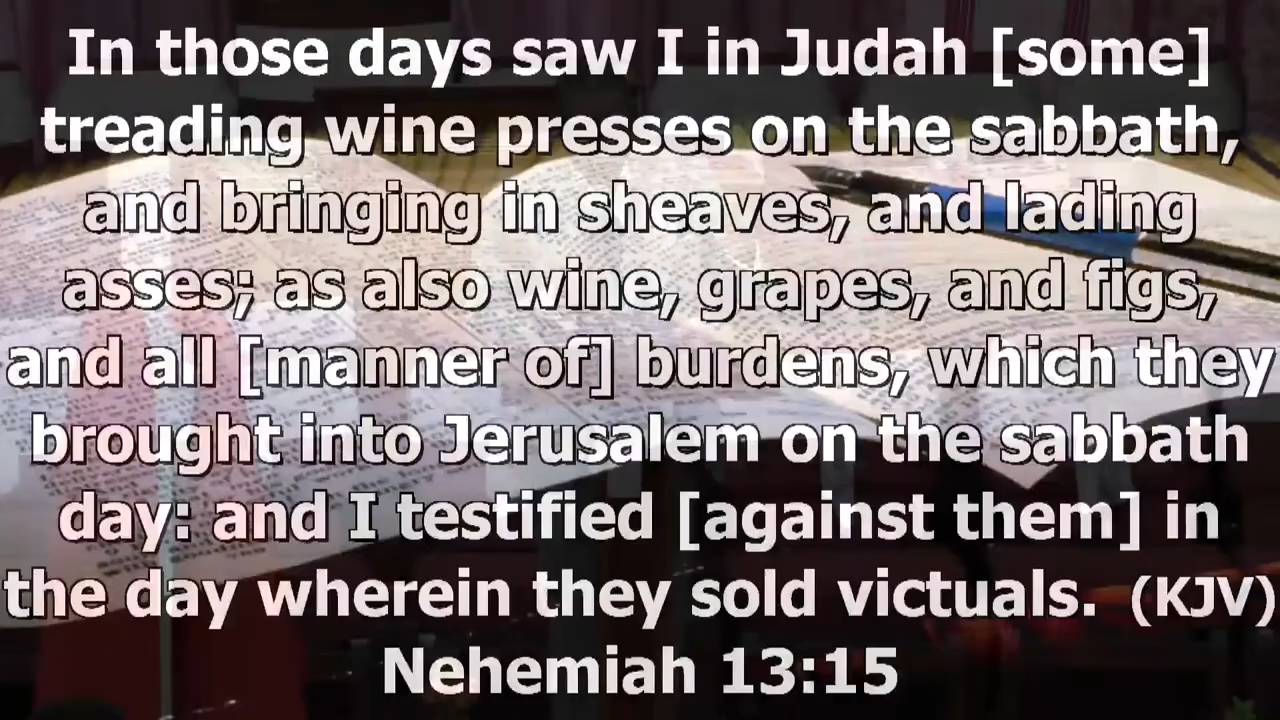 In those days saw I in Judah [some]
treading wine presses on the sabbath,
and bringing in sheaves, and lading
asses; as also wine, grapes, and figs,
and all [manner of] burdens, which they
brought into Jerusalem on the sabbath
day: and I testified [against them] in
the day wherein they sold victuals. (KJV)
Nehemiah 13:15